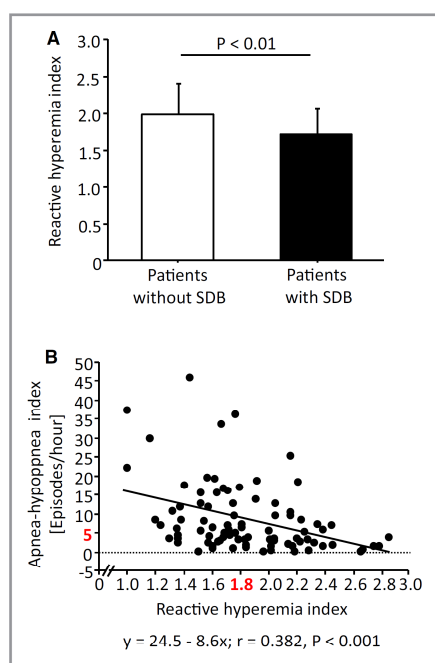 A
3.0
2.5
2.0
1.5
1.0
0.5
0
Reactive hyperemia index
P < 0.01
Patients
without SDB
Patients
with SDB
B
50
45
40
35
30
25
20
15
10
5
0
-5
Apnea-hypoppnea index
[Episodes/hour]
0 1.0 1.2 1.4 1.6 1.8 2.0 2.2 2.4 2.6 2.8 3.0
Reactive hyperemia index
y = 24.5 - 8.6x; r = 0.382, P < 0.001